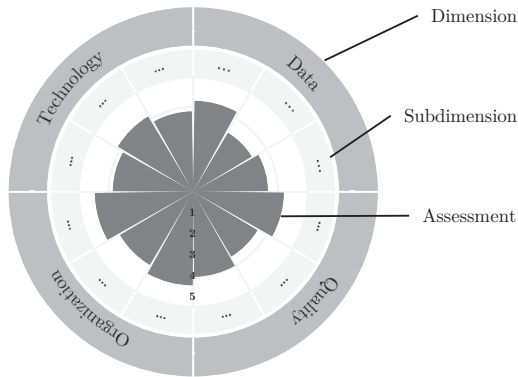 Dimension
Technology
Data
...
...
...
...
Subdimension
...
...
Assessment
1
...
...
2
3
...
...
4
5
...
...
Organization
Quality